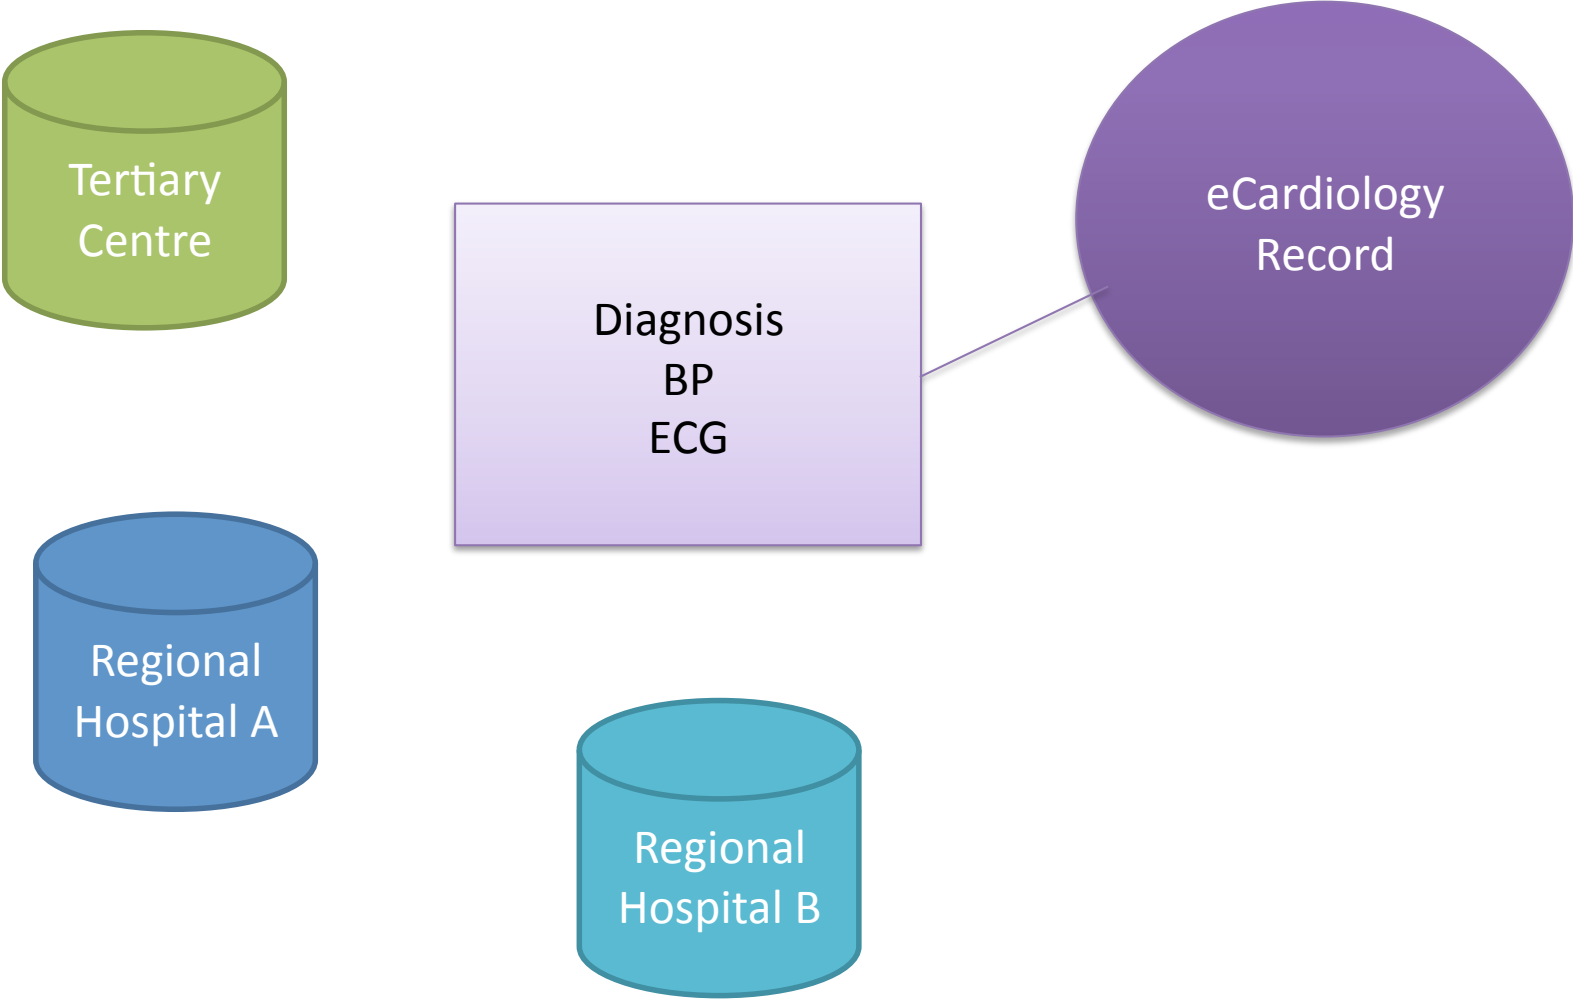 Tertiary
Centre
eCardiology
Record
Diagnosis
BP
ECG
Regional
Hospital A
Regional
Hospital B